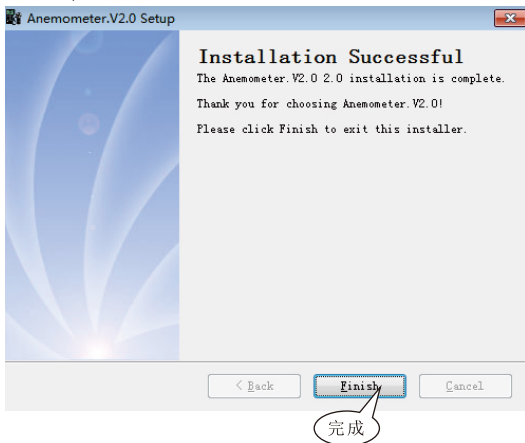 Anemometer.V2.0 Setup
Installation Successful
The Anemometer.V2.0 2.0 installation is complete.
Thank you for choosing Anemometer.V2.0!
Please click Finish to exit this installer.
< Back
Finish
Cancel
完成